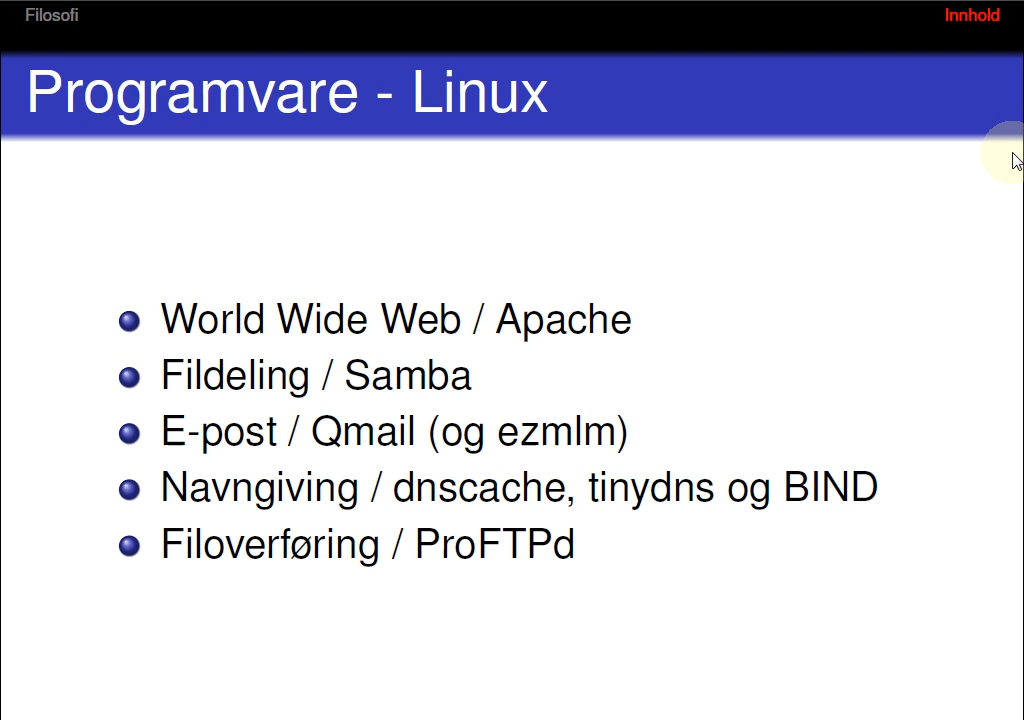 Filosofi
Innhold
Programvare - Linux
World Wide Web / Apache
Fildeling / Samba
E-post / Qmail (og ezmlm)
Navngiving / dnscache, tinydns og BIND
Filoverføring / ProFTPd